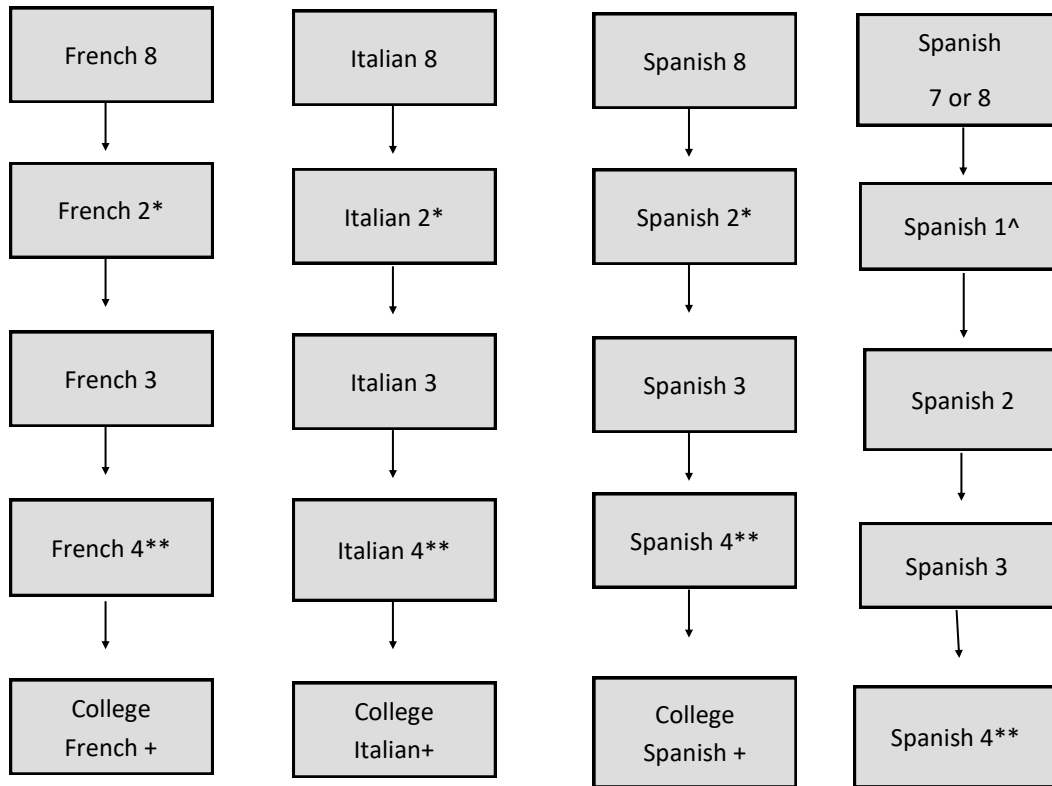 French 8
French 2*
French 3
French 4**
College
French +
Italian 8
Italian 2*
Italian 3
Italian 4**
College
Italian+
Spanish 8
Spanish 2*
Spanish 3
Spanish 4**
College
Spanish +
Spanish
7 or 8
Spanish 1^
Spanish 2
Spanish 3
Spanish 4**